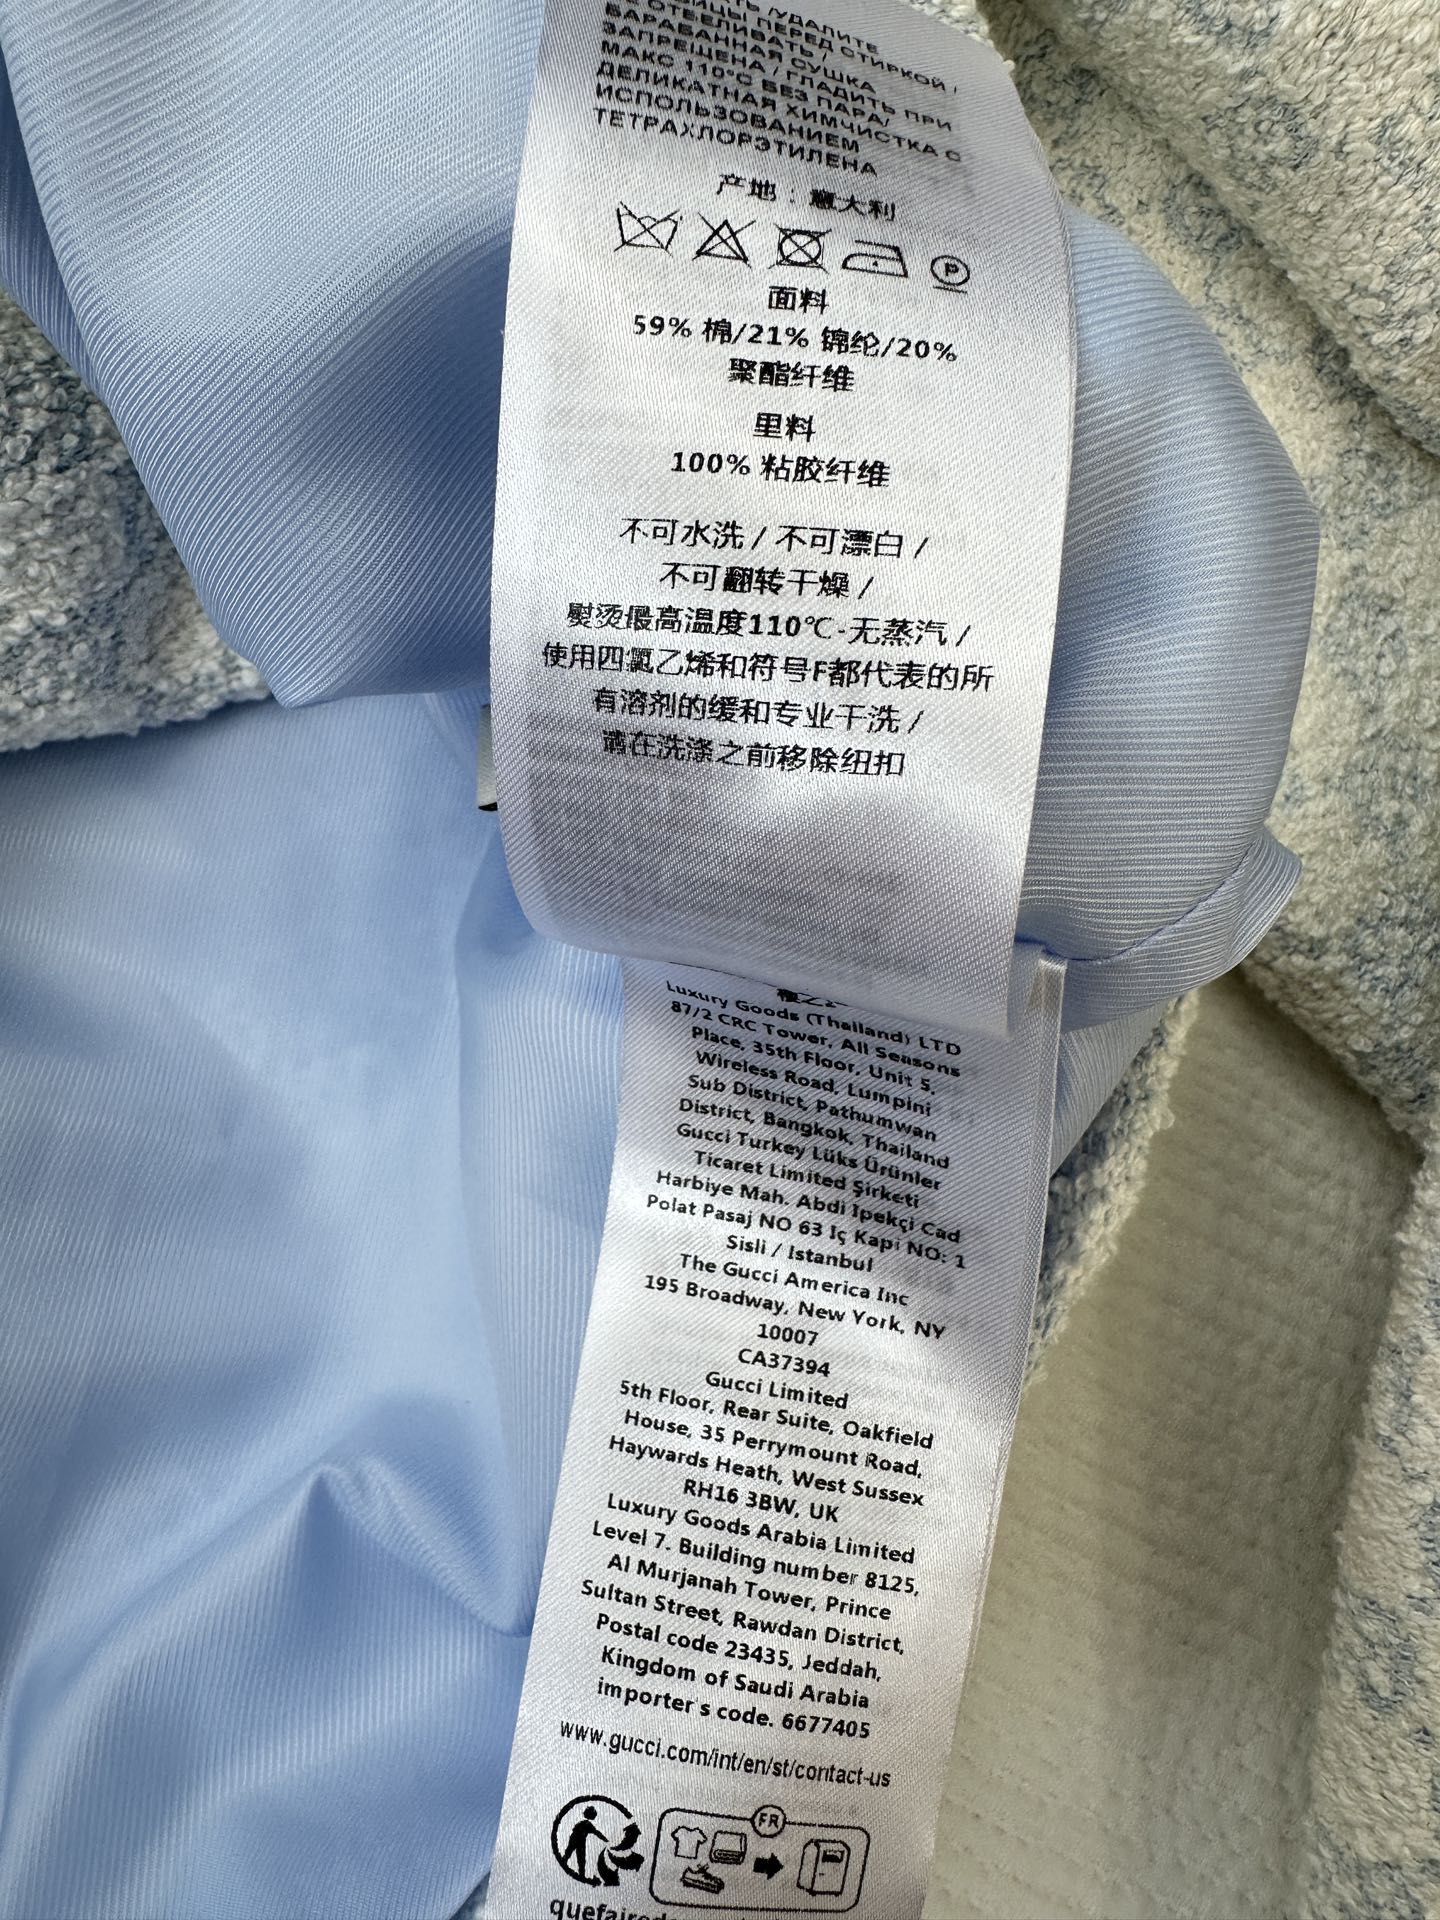 /УДАЛИТЕ
ПЕРЕД СТИРКОЙ /
ОТБЕЛИВАТЬ /
БАРАБАННАЯ СУШКА
ЗАПРЕЩЕНА / ГЛАДИТЬ ПРИ
МАКС 110°C БЕЗ ПАРА/
ДЕЛИКАТНАЯ ХИМЧИСТКА С
ИСПОЛЬЗОВАНИЕМ
ТЕТРАХЛОРЭТИЛЕНА
产地：意大利
P
面料
59% 棉/21% 锦纶/20%
聚酯纤维
里料
100% 粘胶纤维
不可水洗 / 不可漂白 /
不可翻转干燥 /
熨烫最高温度110℃-无蒸汽 /
使用四氯乙烯和符号F都代表的所
有溶剂的缓和专业干洗 /
请在洗涤之前移除纽扣
Luxury Goods (Thailand) LTD
87/2 CRC Tower, All Seasons
Place, 35th Floor, Unit 5,
Wireless Road, Lumpini
Sub District, Pathumwan
District, Bangkok, Thailand
Gucci Turkey Lüks Ürünler
Ticaret Limited Şirketi
Harbiye Mah. Abdi Ipekçi Cad
Polat Pasaj NO 63 Iç Kapi NO: 1
Sisli / Istanbul
The Gucci America Inc
195 Broadway, New York, NY
10007
CA37394
Gucci Limited
5th Floor, Rear Suite, Oakfield
House, 35 Perrymount Road,
Haywards Heath, West Sussex
RH16 3BW, UK
Luxury Goods Arabia Limited
Level 7. Building number 8125,
Al Murjanah Tower, Prince
Sultan Street, Rawdan District,
Postal code 23435, Jeddah,
Kingdom of Saudi Arabia
importer s code. 6677405
www.gucci.com/int/en/st/contact-us
FR